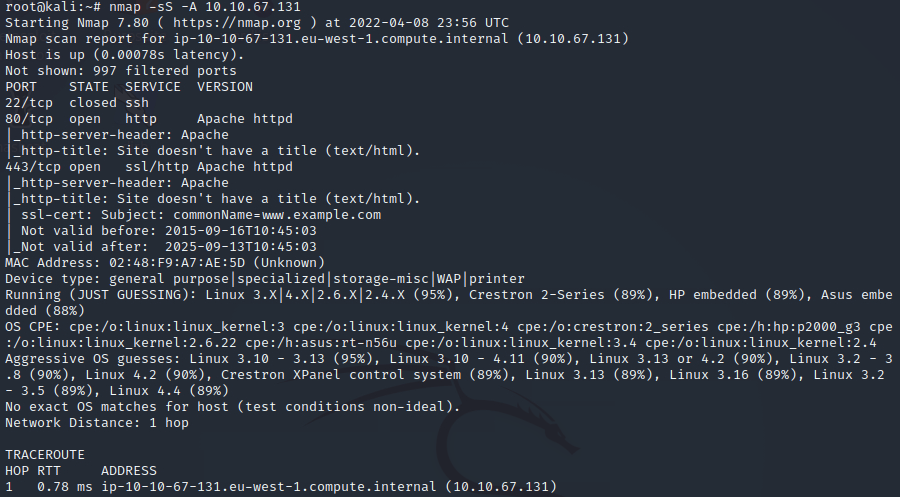 root@kali:~# nmap -sS -A 10.10.67.131
Starting Nmap 7.80 ( https://nmap.org ) at 2022-04-08 23:56 UTC
Nmap scan report for ip-10-10-67-131.eu-west-1.compute.internal (10.10.67.131)
Host is up (0.00078s latency).
Not shown: 997 filtered ports
PORT    STATE  SERVICE  VERSION
22/tcp  closed ssh
80/tcp  open   http     Apache httpd
|_http-server-header: Apache
|_http-title: Site doesn't have a title (text/html).
443/tcp open   ssl/http Apache httpd
|_http-server-header: Apache
|_http-title: Site doesn't have a title (text/html).
| ssl-cert: Subject: commonName=www.example.com
| Not valid before: 2015-09-16T10:45:03
|_Not valid after:  2025-09-13T10:45:03
MAC Address: 02:48:F9:A7:AE:5D (Unknown)
Device type: general purpose|specialized|storage-misc|WAP|printer
Running (JUST GUESSING): Linux 3.X|4.X|2.6.X|2.4.X (95%), Crestron 2-Series (89%), HP embedded (89%), Asus embe
dded (88%)
OS CPE: cpe:/o:linux:linux_kernel:3 cpe:/o:linux:linux_kernel:4 cpe:/o:crestron:2_series cpe:/h:hp:p2000_g3 cpe
:/o:linux:linux_kernel:2.6.22 cpe:/h:asus:rt-n56u cpe:/o:linux:linux_kernel:3.4 cpe:/o:linux:linux_kernel:2.4
Aggressive OS guesses: Linux 3.10 - 3.13 (95%), Linux 3.10 - 4.11 (90%), Linux 3.13 or 4.2 (90%), Linux 3.2 - 3
.8 (90%), Linux 4.2 (90%), Crestron XPanel control system (89%), Linux 3.13 (89%), Linux 3.16 (89%), Linux 3.2
- 3.5 (89%), Linux 4.4 (89%)
No exact OS matches for host (test conditions non-ideal).
Network Distance: 1 hop
TRACEROUTE
HOP RTT     ADDRESS
1   0.78 ms ip-10-10-67-131.eu-west-1.compute.internal (10.10.67.131)